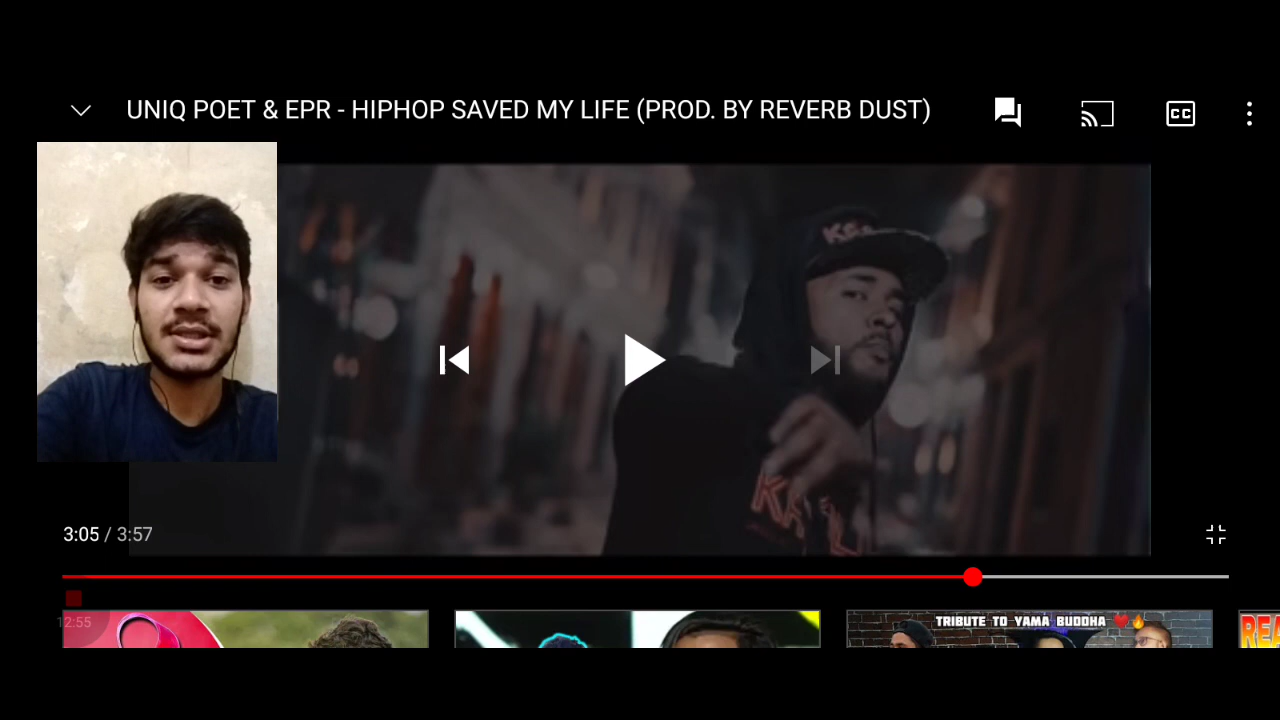 UNIQ POET & EPR - HIPHOP SAVED MY LIFE (PROD. BY REVERB DUST)
CC
3:05 / 3:57
12:55
TRIBUTE TO YAMA BUDDHA ❤️🔥